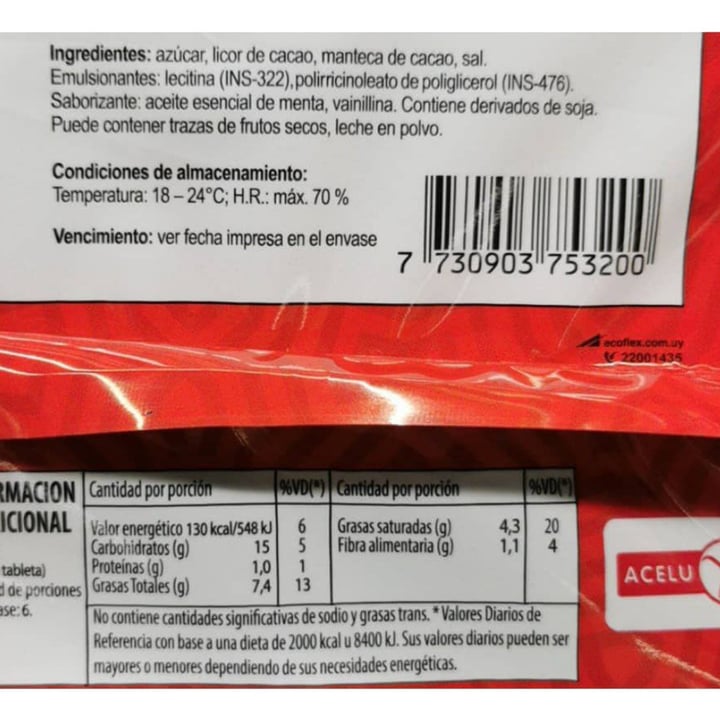 Ingredientes: azúcar, licor de cacao, manteca de cacao, sal.
Emulsionantes: lecitina (INS-322),polirricinoleato de poliglicerol (INS-476).
Saborizante: aceite esencial de menta, vainillina. Contiene derivados de soja.
Puede contener trazas de frutos secos, leche en polvo.
Condiciones de almacenamiento:
Temperatura: 18 – 24°C; H.R.: máx. 70 %
Vencimiento: ver fecha impresa en el envase
7 730903 753200
ecoflex.com.uy
22001435
RMACION
ICIONAL
tableta)
d de porciones
ase: 6.
Cantidad por porción %VD(*) Cantidad por porción %VD(*)
Valor energético 130 kcal/548 kJ 6 Grasas saturadas (g) 4,3 20
Carbohidratos (g) 15 5 Fibra alimentaria (g) 1,1 4
Proteínas (g) 1,0 1
Grasas Totales (g) 7,4 13
No contiene cantidades significativas de sodio y grasas trans. * Valores Diarios de
Referencia con base a una dieta de 2000 kcal u 8400 kJ. Sus valores diarios pueden ser
mayores o menores dependiendo de sus necesidades energéticas.
ACELU